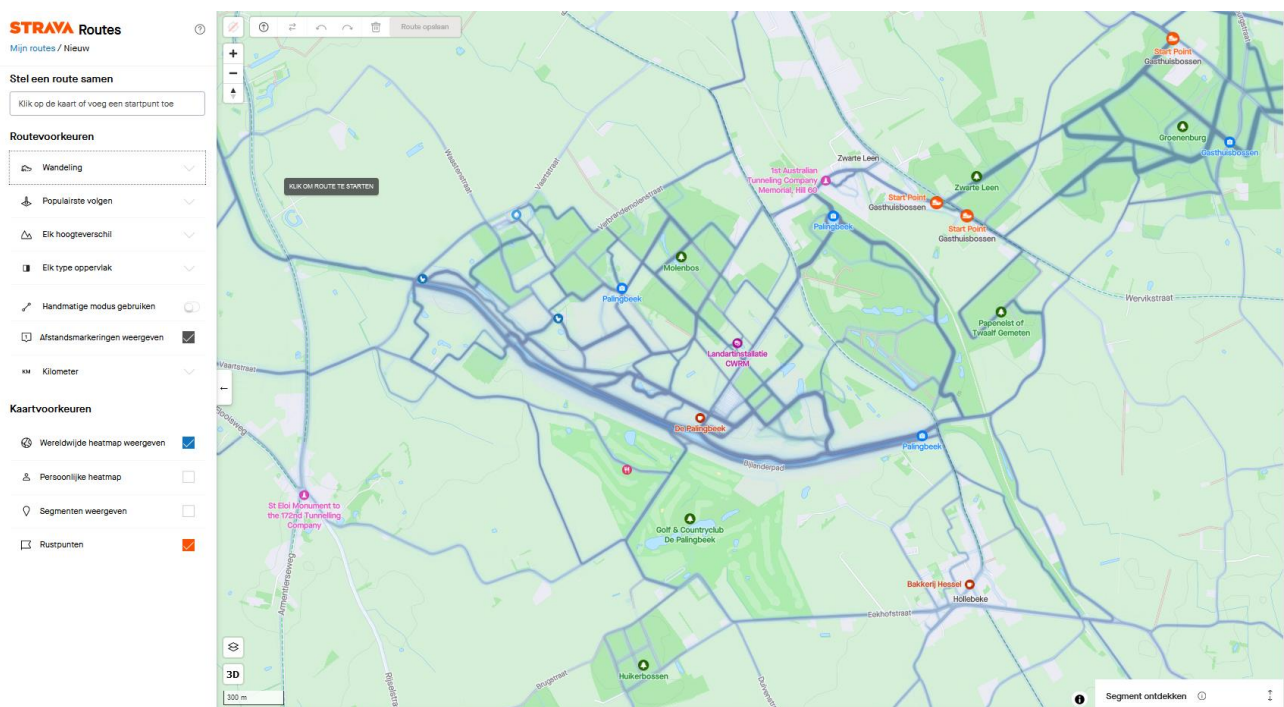 STRAVA Routes
Mijn routes / Nieuw
Stel een route samen
Klik op de kaart of voeg een startpunt toe
Routevoorkeuren
Wandeling
Populairste volgen
Elk hoogteverschil
Elk type oppervlak
Handmatige modus gebruiken
Afstandsmarkeringen weergeven
KM Kilometer
Kaartvoorkeuren
Wereldwijde heatmap weergeven
Persoonlijke heatmap
Segmenten weergeven
Rustpunten
Route opslaan
KLIK OM ROUTE TE STARTEN
Start Point
Gasthuisbossen
Groenenburg
Gasthuisbossen
Zwarte Leen
1st Australian
Tunneling Company
Memorial, Hill 60
Zwarte Leen
Start Point
Gasthuisbossen
Start Point
Gasthuisbossen
Palingbeek
Waastenstraat
Vaartstraat
Verbrandemolenstraat
Molenbos
Palingbeek
Wervikstraat
Papenelst of
Twaalf Gemeten
Landartinstallatie
CWRM
Vaartstraat
De Palingbeek
Palingbeek
Bijlanderpad
St Eloi Monument to
the 172nd Tunnelling
Company
Golf & Countryclub
De Palingbeek
Armentierseweg
Bakkerij Hessel
Hollebeke
Eekhofstraat
Huikerbossen
Brugstraat
Rijselstraat
3D
300 m
Segment ontdekken